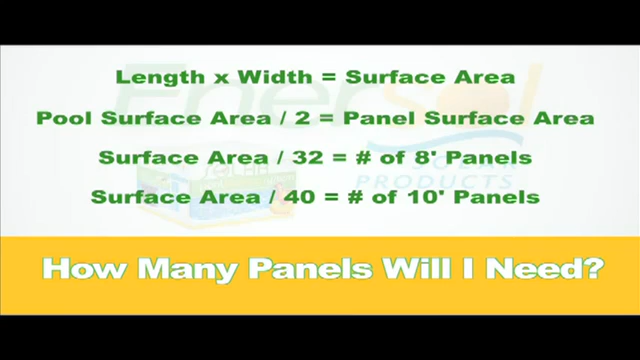 Length x Width = Surface Area
Pool Surface Area / 2 = Panel Surface Area
Surface Area / 32 = # of 8' Panels
PRODUCTS
Surface Area / 40 = # of 10' Panels
How Many Panels Will I Need?